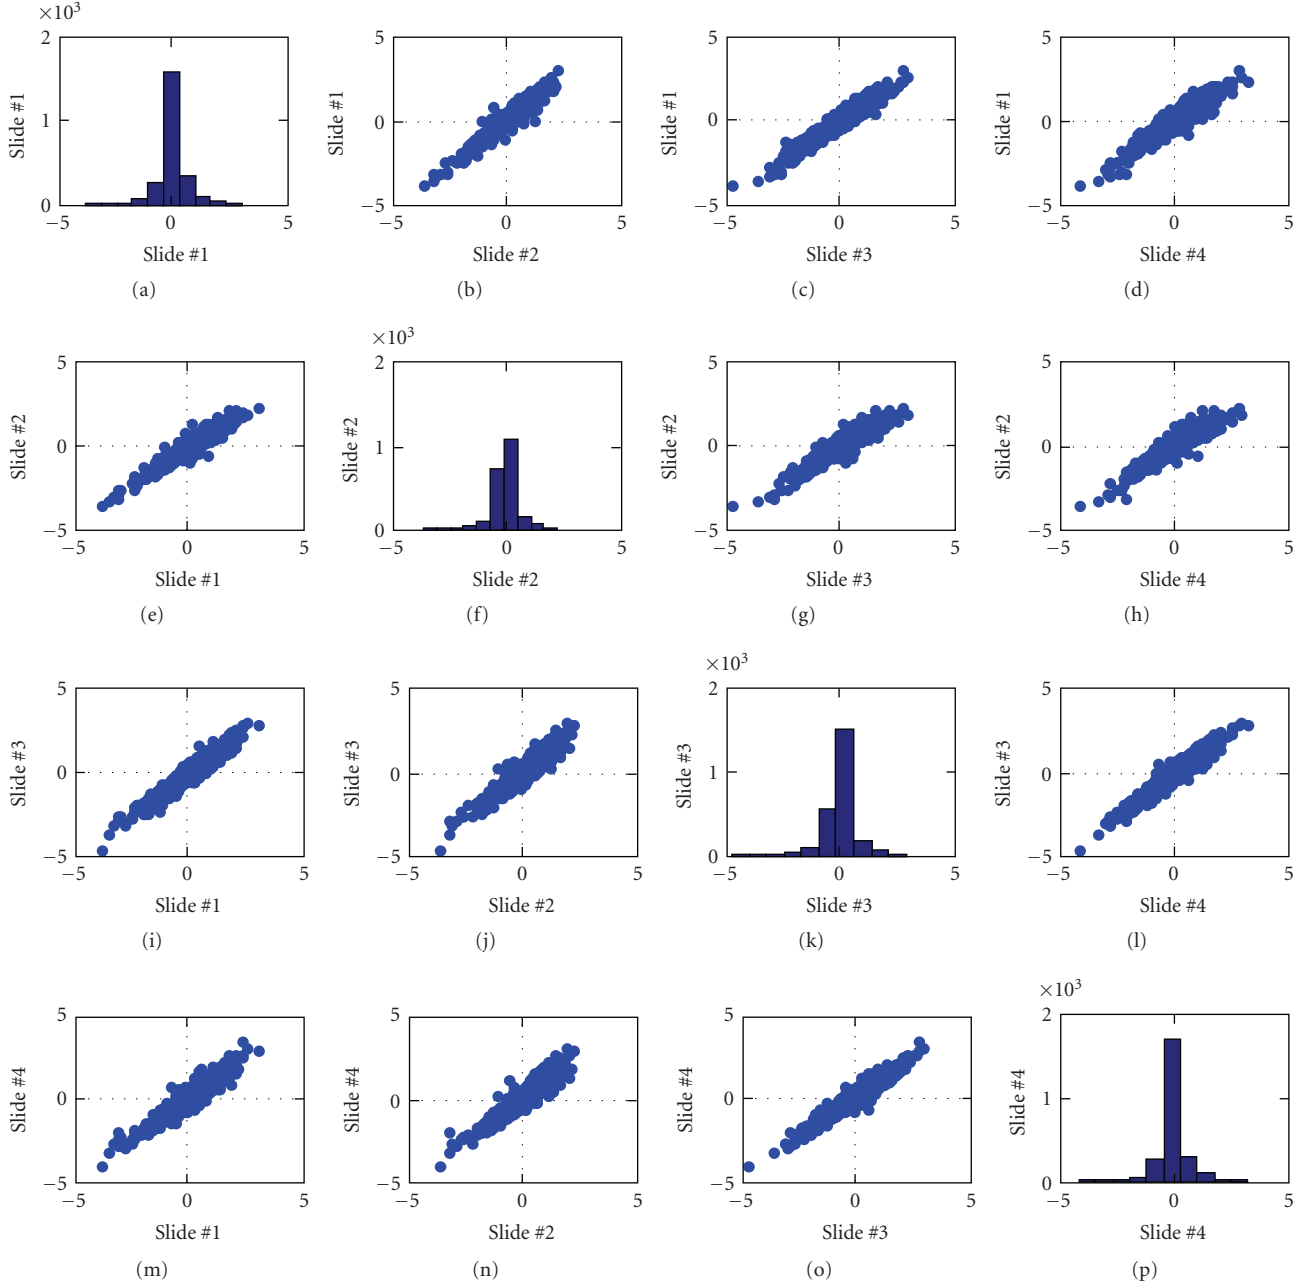 ×10³
2 5 5 5
Slide #1 Slide #1 Slide #1 Slide #1
1 0 0 0
0 −5 −5 −5
−5 0 5 −5 0 5 −5 0 5 −5 0 5
Slide #1 Slide #2 Slide #3 Slide #4
(a) (b) (c) (d)
×10³
5 2 5 5
Slide #2 Slide #2 Slide #2 Slide #2
0 1 0 0
−5 0 −5 −5
−5 0 5 −5 0 5 −5 0 5 −5 0 5
Slide #1 Slide #2 Slide #3 Slide #4
(e) (f) (g) (h)
×10³
5 5 2 5
Slide #3 Slide #3 Slide #3 Slide #3
0 0 1 0
−5 −5 0 −5
−5 0 5 −5 0 5 −5 0 5 −5 0 5
Slide #1 Slide #2 Slide #3 Slide #4
(i) (j) (k) (l)
×10³
5 5 5 2
Slide #4 Slide #4 Slide #4 Slide #4
0 0 0 1
−5 −5 −5 0
−5 0 5 −5 0 5 −5 0 5 −5 0 5
Slide #1 Slide #2 Slide #3 Slide #4
(m) (n) (o) (p)